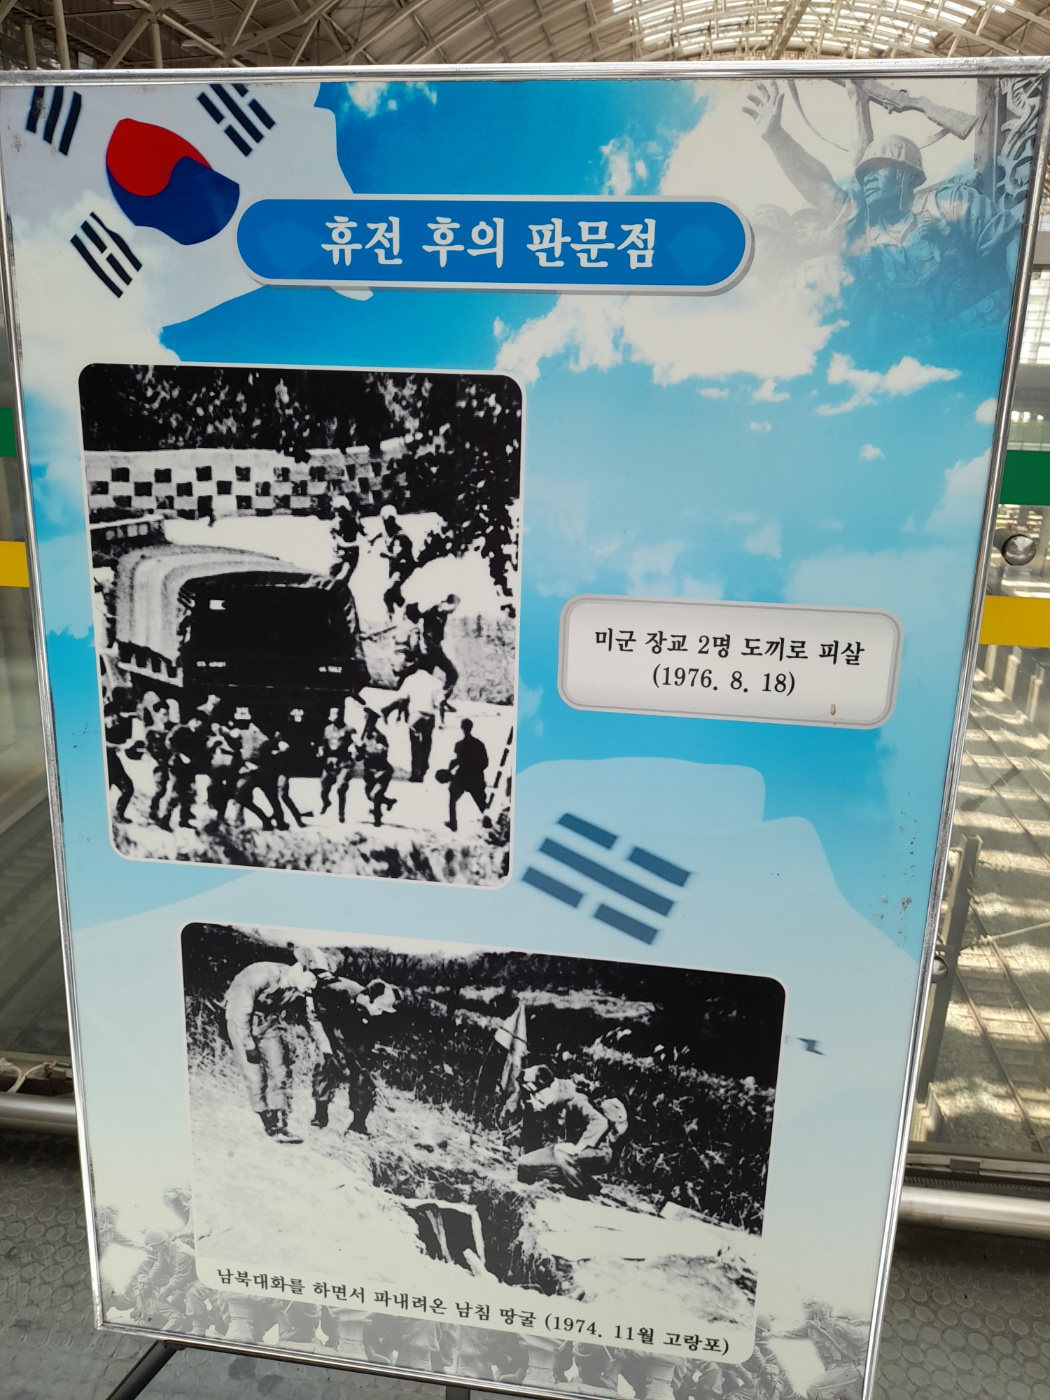 휴전 후의 판문점
미군 장교 2명 도끼로 피살
(1976. 8. 18)
남북대화를 하면서 파내려온 남침 땅굴 (1974. 11월 고랑포)